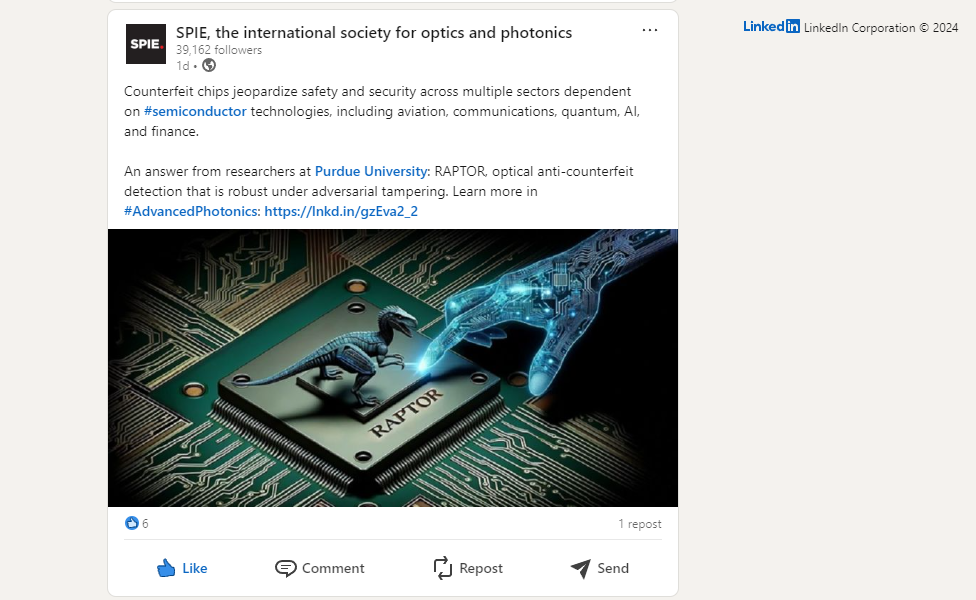 SPIE.
SPIE, the international society for optics and photonics
39,162 followers
1d •
Counterfeit chips jeopardize safety and security across multiple sectors dependent
on #semiconductor technologies, including aviation, communications, quantum, AI,
and finance.
An answer from researchers at Purdue University: RAPTOR, optical anti-counterfeit
detection that is robust under adversarial tampering. Learn more in
#AdvancedPhotonics: https://lnkd.in/gzEva2_2
RAPTOR
6
1 repost
Like
Comment
Repost
Send
LinkedIn LinkedIn Corporation © 2024